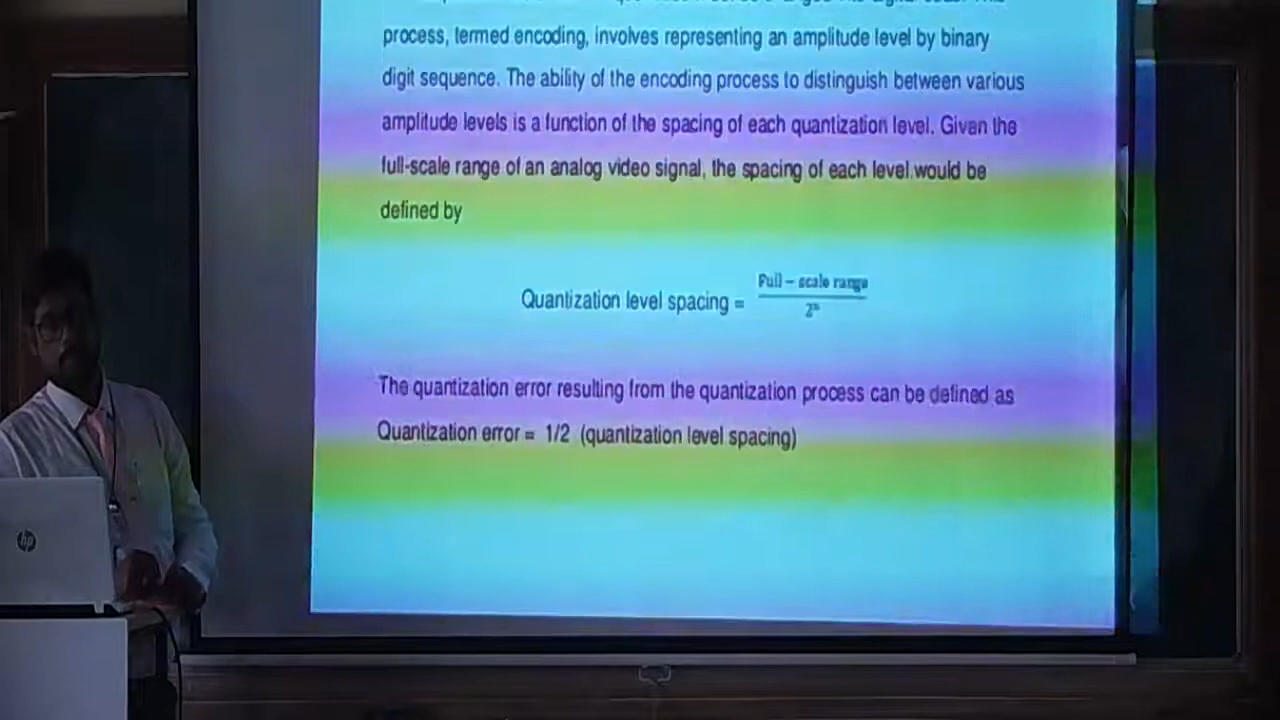 process, termed encoding, involves representing an amplitude level by binary
digit sequence. The ability of the encoding process to distinguish between various
amplitude levels is a function of the spacing of each quantization level. Given the
full-scale range of an analog video signal, the spacing of each level would be
defined by
Quantization level spacing = Full – scale range
2ⁿ
The quantization error resulting from the quantization process can be defined as
Quantization error = 1/2 (quantization level spacing)
hp